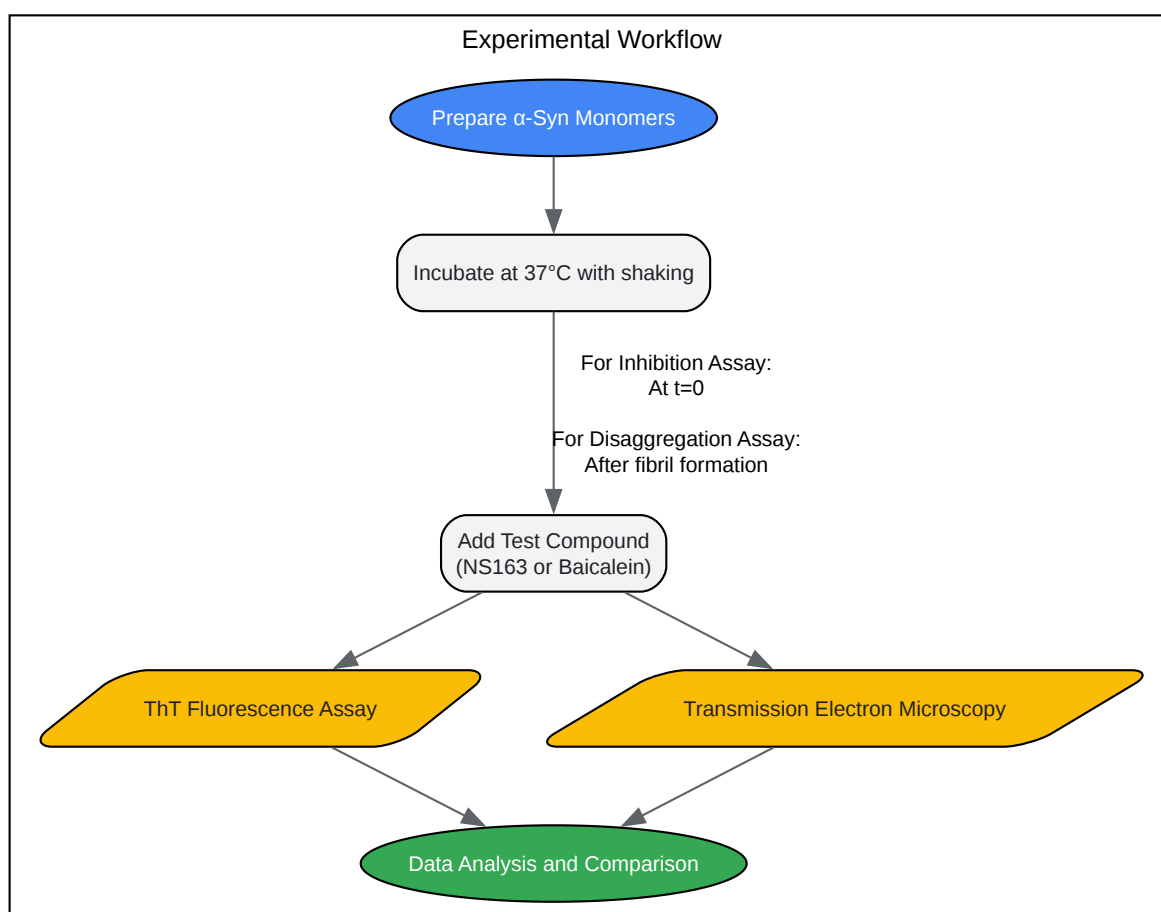 Experimental Workflow
Prepare α-Syn Monomers
Incubate at 37°C with shaking
For Inhibition Assay:
At t=0
For Disaggregation Assay:
After fibril formation
Add Test Compound
(NS163 or Baicalein)
ThT Fluorescence Assay
Transmission Electron Microscopy
Data Analysis and Comparison